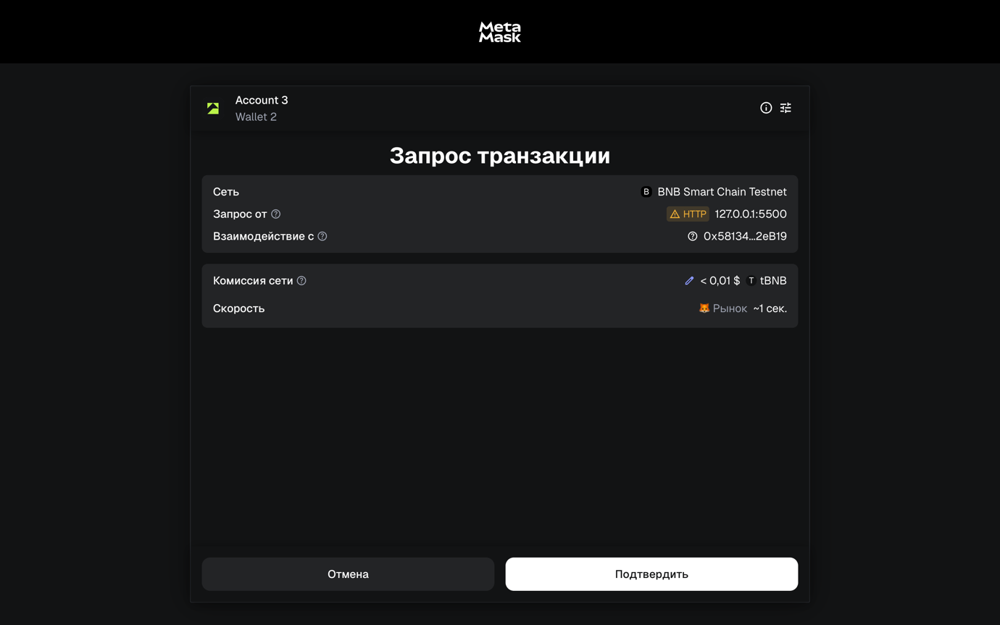 Meta
Mask
Account 3
Wallet 2
Запрос транзакции
Сеть B BNB Smart Chain Testnet
Запрос от HTTP 127.0.0.1:5500
Взаимодействие с 0x58134...2eB19
Комиссия сети < 0,01 $ T tBNB
Скорость Рынок ~1 сек.
Отмена Подтвердить